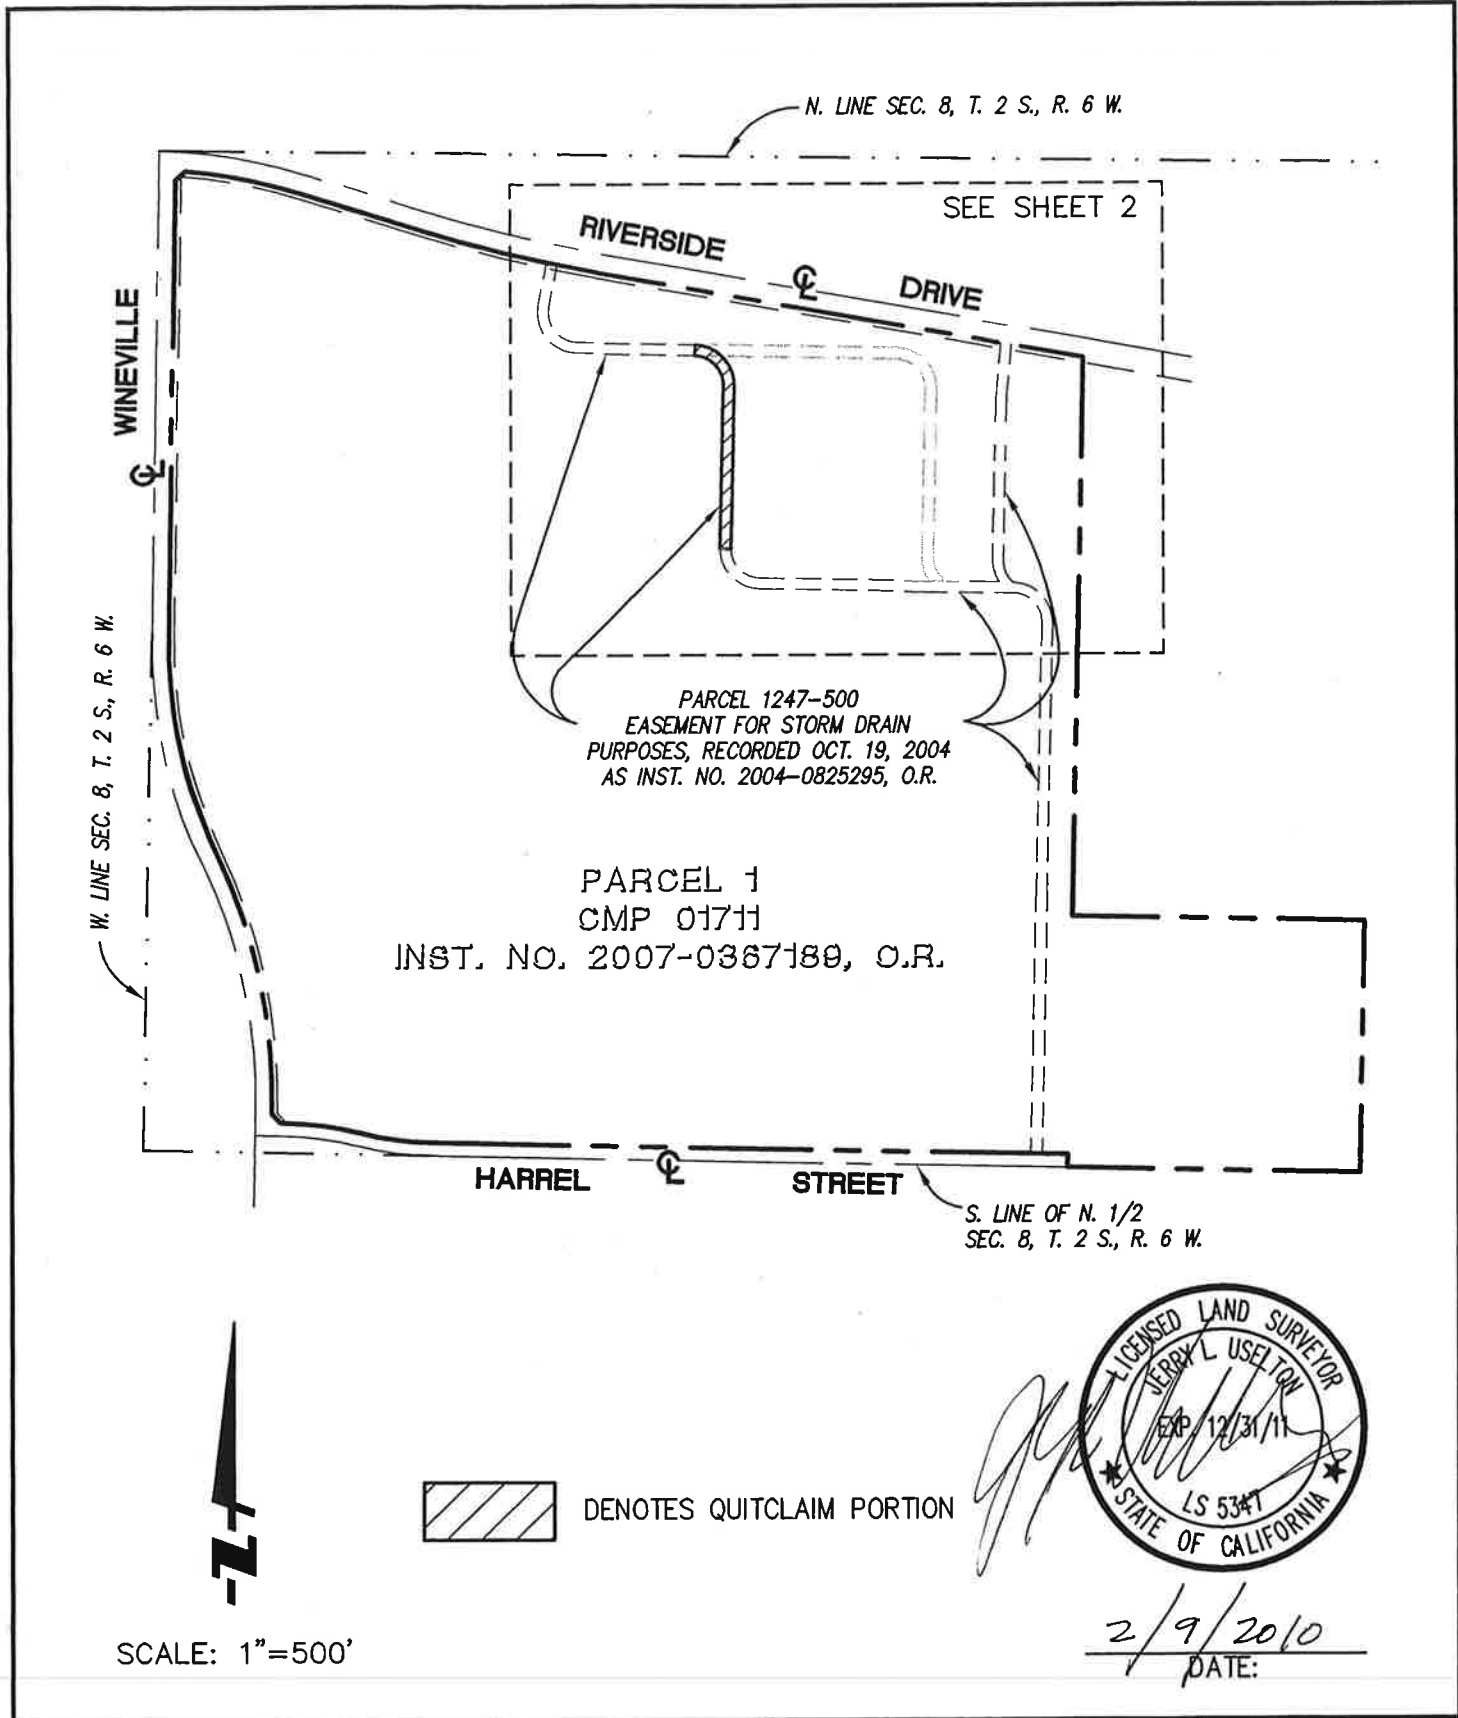 N. LINE SEC. 8, T. 2 S., R. 6 W.
SEE SHEET 2
RIVERSIDE
℄
DRIVE
WINEVILLE
℄
W. LINE SEC. 8, T. 2 S., R. 6 W.
PARCEL 1247-500
EASEMENT FOR STORM DRAIN
PURPOSES, RECORDED OCT. 19, 2004
AS INST. NO. 2004-0825295, O.R.
PARCEL 1
CMP 01711
INST. NO. 2007-0367189, O.R.
HARREL
℄
STREET
S. LINE OF N. 1/2
SEC. 8, T. 2 S., R. 6 W.
LICENSED LAND SURVEYOR
JERRY L. USELTON
EXP. 12/31/11
LS 5347
STATE OF CALIFORNIA
N
DENOTES QUITCLAIM PORTION
SCALE: 1"=500'
2/9/2010
DATE: